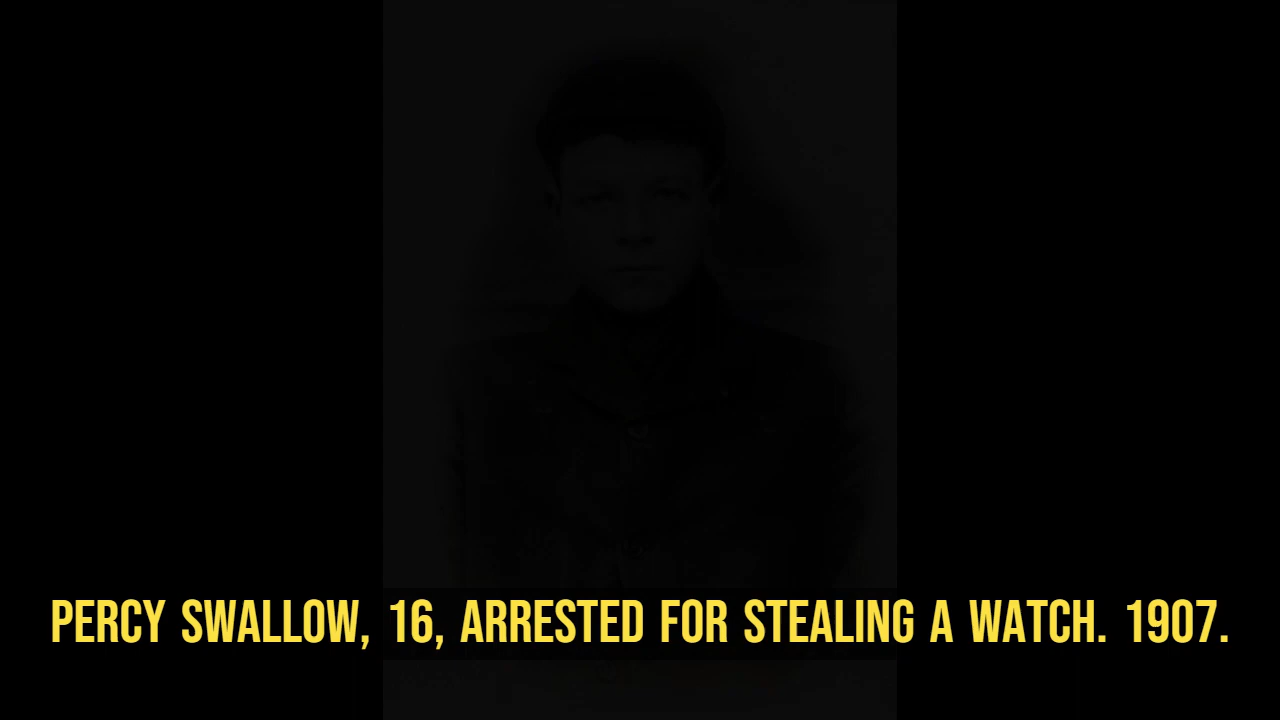 PERCY SWALLOW, 16, ARRESTED FOR STEALING A WATCH. 1907.